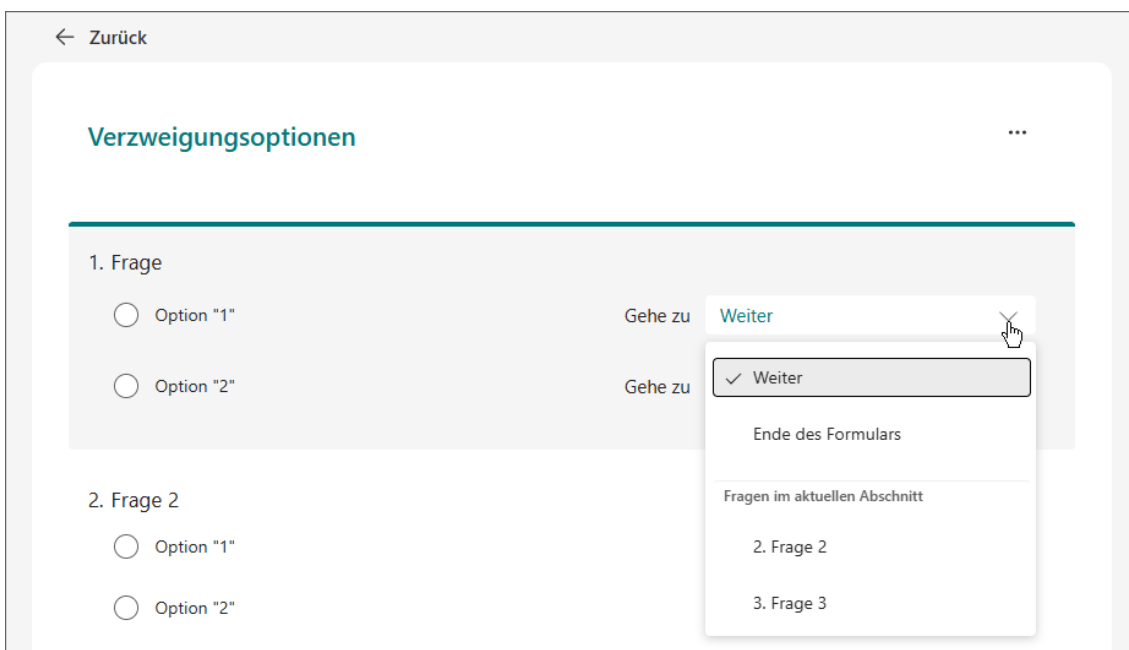 Zurück
Verzweigungsoptionen
1. Frage
Option "1"
Gehe zu
Weiter
Option "2"
Gehe zu
Weiter
Ende des Formulars
Fragen im aktuellen Abschnitt
2. Frage 2
3. Frage 3
2. Frage 2
Option "1"
Option "2"